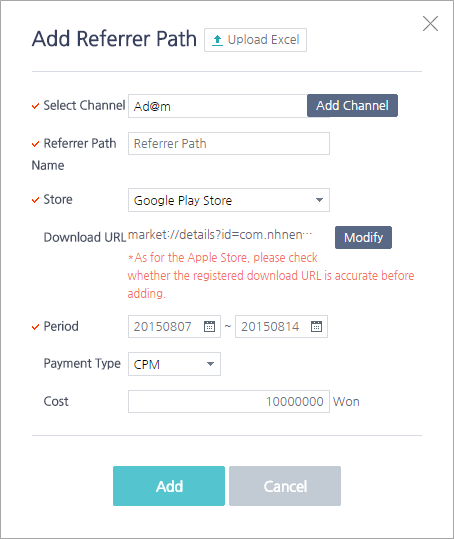 Add Referrer Path Upload Excel
Select Channel Ad@m Add Channel
Referrer Path Name Referrer Path
Store Google Play Store
Download URL market://details?id=com.nhnen··· Modify
*As for the Apple Store, please check
whether the registered download URL is accurate before
adding.
Period 20150807 ~ 20150814
Payment Type CPM
Cost 10000000 Won
Add Cancel